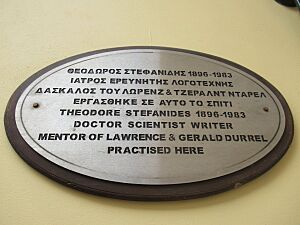 ΘΕΟΔΩΡΟΣ ΣΤΕΦΑΝΙΔΗΣ 1896-1983
ΙΑΤΡΟΣ ΕΡΕΥΝΗΤΗΣ ΛΟΓΟΤΕΧΝΗΣ
ΔΑΣΚΑΛΟΣ ΤΟΥ ΛΩΡΕΝΖ & ΤΖΕΡΑΛΝΤ ΝΤΑΡΕΛ
ΕΡΓΑΣΘΗΚΕ ΣΕ ΑΥΤΟ ΤΟ ΣΠΙΤΙ
THEODORE STEFANIDES 1896-1983
DOCTOR SCIENTIST WRITER
MENTOR OF LAWRENCE & GERALD DURREL
PRACTISED HERE